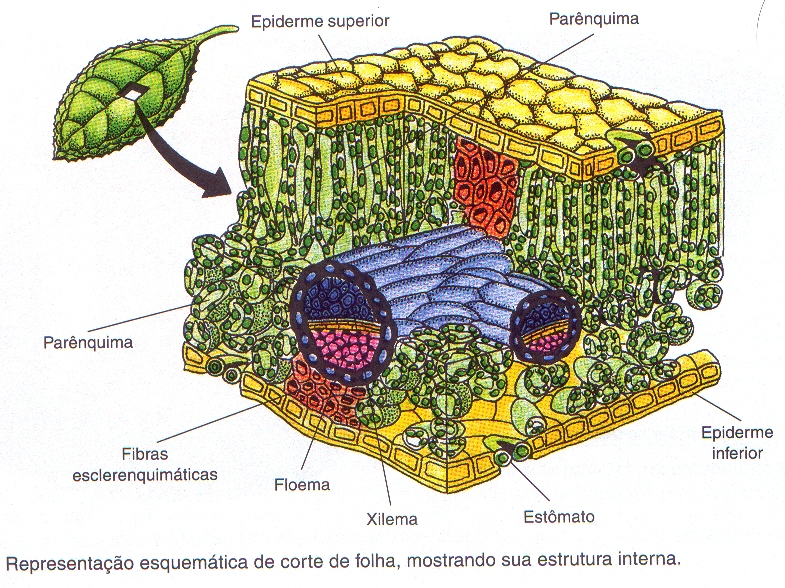 Epiderme superior
Parênquima
Parênquima
Fibras
esclerenquimáticas
Floema
Xilema
Estômato
Epiderme
inferior
Representação esquemática de corte de folha, mostrando sua estrutura interna.